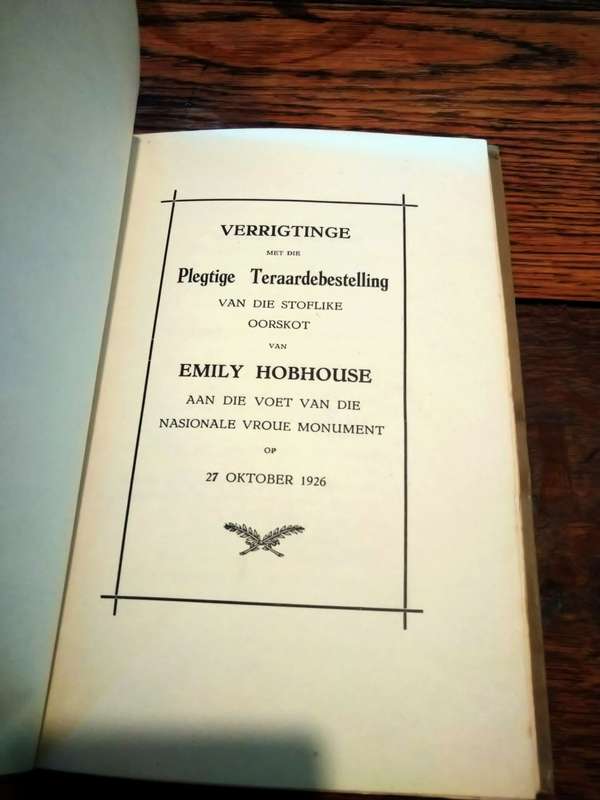 VERRIGTINGE
MET DIE
Plegtige Teraardebestelling
VAN DIE STOFLIKE
OORSKOT
VAN
EMILY HOBHOUSE
AAN DIE VOET VAN DIE
NASIONALE VROUE MONUMENT
OP
27 OKTOBER 1926